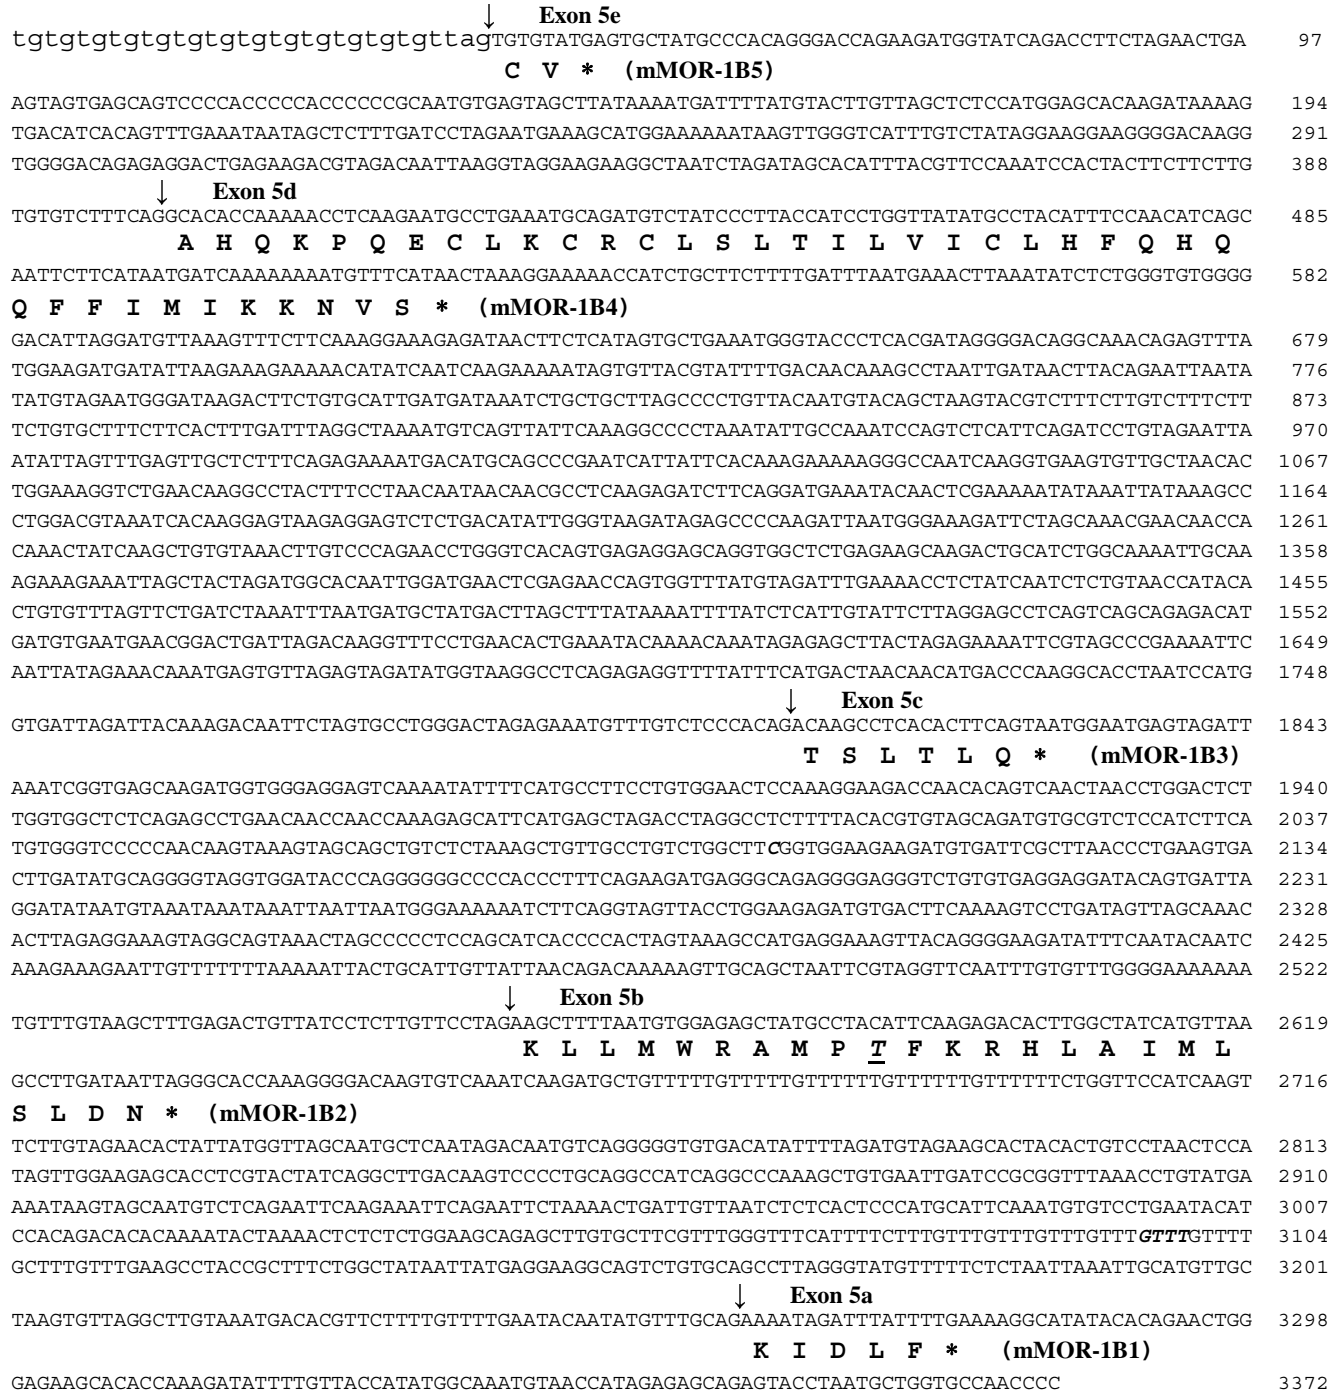 ↓ Exon 5e
tgtgtgtgtgtgtgtgtgtgtgtgtgtgttagTGTGTATGAGTGCTATGCCCACAGGGACCAGAAGATGGTATCAGACCTTCTAGAACTGA 97
C V * (mMOR-1B5)
AGTAGTGAGCAGTCCCCACCCCCACCCCCCGCAATGTGAGTAGCTTATAAAATGATTTTATGTACTTGTTAGCTCTCCATGGAGCACAAGATAAAAG 194
TGACATCACAGTTTGAAATAATAGCTCTTTGATCCTAGAATGAAAGCATGGAAAAAATAAGTTGGGTCATTTGTCTATAGGAAGGAAGGGGACAAGG 291
TGGGGACAGAGAGGACTGAGAAGACGTAGACAATTAAGGTAGGAAGAAGGCTAATCTAGATAGCACATTTACGTTCCAAATCCACTACTTCTTCTTG 388
↓ Exon 5d
TGTGTCTTTCAGGCACACCAAAAACCTCAAGAATGCCTGAAATGCAGATGTCTATCCCTTACCATCCTGGTTATATGCCTACATTTCCAACATCAGC 485
A H Q K P Q E C L K C R C L S L T I L V I C L H F Q H Q
AATTCTTCATAATGATCAAAAAAAATGTTTCATAACTAAAGGAAAAACCATCTGCTTCTTTTGATTTAATGAAACTTAAATATCTCTGGGTGTGGGG 582
Q F F I M I K K N V S * (mMOR-1B4)
GACATTAGGATGTTAAAGTTTCTTCAAAGGAAAGAGATAACTTCTCATAGTGCTGAAATGGGTACCCTCACGATAGGGGACAGGCAAACAGAGTTTA 679
TGGAAGATGATATTAAGAAAGAAAAACATATCAATCAAGAAAAATAGTGTTACGTATTTTGACAACAAAGCCTAATTGATAACTTACAGAATTAATA 776
TATGTAGAATGGGATAAGACTTCTGTGCATTGATGATAAATCTGCTGCTTAGCCCCTGTTACAATGTACAGCTAAGTACGTCTTTCTTGTCTTTCTT 873
TCTGTGCTTTCTTCACTTTGATTTAGGCTAAAATGTCAGTTATTCAAAGGCCCCTAAATATTGCCAAATCCAGTCTCATTCAGATCCTGTAGAATTA 970
ATATTAGTTTGAGTTGCTCTTTCAGAGAAAATGACATGCAGCCCGAATCATTATTCACAAAGAAAAAGGGCCAATCAAGGTGAAGTGTTGCTAACAC 1067
TGGAAAGGTCTGAACAAGGCCTACTTTCCTAACAATAACAACGCCTCAAGAGATCTTCAGGATGAAATACAACTCGAAAAATATAAATTATAAAGCC 1164
CTGGACGTAAATCACAAGGAGTAAGAGGAGTCTCTGACATATTGGGTAAGATAGAGCCCCAAGATTAATGGGAAAGATTCTAGCAAACGAACAACCA 1261
CAAACTATCAAGCTGTGTAAACTTGTCCCAGAACCTGGGTCACAGTGAGAGGAGCAGGTGGCTCTGAGAAGCAAGACTGCATCTGGCAAAATTGCAA 1358
AGAAAGAAATTAGCTACTAGATGGCACAATTGGATGAACTCGAGAACCAGTGGTTTATGTAGATTTGAAAACCTCTATCAATCTCTGTAACCATACA 1455
CTGTGTTTAGTTCTGATCTAAATTTAATGATGCTATGACTTAGCTTTATAAAATTTTATCTCATTGTATTCTTAGGAGCCTCAGTCAGCAGAGACAT 1552
GATGTGAATGAACGGACTGATTAGACAAGGTTTCCTGAACACTGAAATACAAAACAAATAGAGAGCTTACTAGAGAAAATTCGTAGCCCGAAAATTC 1649
AATTATAGAAACAAATGAGTGTTAGAGTAGATATGGTAAGGCCTCAGAGAGGTTTTATTTCATGACTAACAACATGACCCAAGGCACCTAATCCATG 1748
↓ Exon 5c
GTGATTAGATTACAAAGACAATTCTAGTGCCTGGGACTAGAGAAATGTTTGTCTCCCACAGACAAGCCTCACACTTCAGTAATGGAATGAGTAGATT 1843
T S L T L Q * (mMOR-1B3)
AAATCGGTGAGCAAGATGGTGGGAGGAGTCAAAATATTTTCATGCCTTCCTGTGGAACTCCAAAGGAAGACCAACACAGTCAACTAACCTGGACTCT 1940
TGGTGGCTCTCAGAGCCTGAACAACCAACCAAAGAGCATTCATGAGCTAGACCTAGGCCTCTTTTACACGTGTAGCAGATGTGCGTCTCCATCTTCA 2037
TGTGGGTCCCCCAACAAGTAAAGTAGCAGCTGTCTCTAAAGCTGTTGCCTGTCTGGCTTCGGTGGAAGAAGATGTGATTCGCTTAACCCTGAAGTGA 2134
CTTGATATGCAGGGGTAGGTGGATACCCAGGGGGGCCCCACCCTTTCAGAAGATGAGGGCAGAGGGGAGGGTCTGTGTGAGGAGGATACAGTGATTA 2231
GGATATAATGTAAATAAATAAATTAATTAATGGGAAAAAATCTTCAGGTAGTTACCTGGAAGAGATGTGACTTCAAAAGTCCTGATAGTTAGCAAAC 2328
ACTTAGAGGAAAGTAGGCAGTAAACTAGCCCCCTCCAGCATCACCCCACTAGTAAAGCCATGAGGAAAGTTACAGGGGAAGATATTTCAATACAATC 2425
AAAGAAAGAATTGTTTTTTTAAAAATTACTGCATTGTTATTAACAGACAAAAAGTTGCAGCTAATTCGTAGGTTCAATTTGTGTTTGGGGAAAAAAA 2522
↓ Exon 5b
TGTTTGTAAGCTTTGAGACTGTTATCCTCTTGTTCCTAGAAGCTTTTAATGTGGAGAGCTATGCCTACATTCAAGAGACACTTGGCTATCATGTTAA 2619
K L L M W R A M P T F K R H L A I M L
GCCTTGATAATTAGGGCACCAAAGGGGACAAGTGTCAAATCAAGATGCTGTTTTTGTTTTTGTTTTTTGTTTTTTGTTTTTTCTGGTTCCATCAAGT 2716
S L D N * (mMOR-1B2)
TCTTGTAGAACACTATTATGGTTAGCAATGCTCAATAGACAATGTCAGGGGGTGTGACATATTTTAGATGTAGAAGCACTACACTGTCCTAACTCCA 2813
TAGTTGGAAGAGCACCTCGTACTATCAGGCTTGACAAGTCCCCTGCAGGCCATCAGGCCCAAAGCTGTGAATTGATCCGCGGTTTAAACCTGTATGA 2910
AAATAAGTAGCAATGTCTCAGAATTCAAGAAATTCAGAATTCTAAAACTGATTGTTAATCTCTCACTCCCATGCATTCAAATGTGTCCTGAATACAT 3007
CCACAGACACACAAAATACTAAAACTCTCTCTGGAAGCAGAGCTTGTGCTTCGTTTGGGTTTCATTTTCTTTGTTTGTTTGTTTGTTTGTTTGTTTT 3104
GCTTTGTTTGAAGCCTACCGCTTTCTGGCTATAATTATGAGGAAGGCAGTCTGTGCAGCCTTAGGGTATGTTTTTCTCTAATTAAATTGCATGTTGC 3201
↓ Exon 5a
TAAGTGTTAGGCTTGTAAATGACACGTTCTTTTGTTTTGAATACAATATGTTTGCAGAAAATAGATTTATTTTGAAAAGGCATATACACAGAACTGG 3298
K I D L F * (mMOR-1B1)
GAGAAGCACACCAAAGATATTTTGTTACCATATGGCAAATGTAACCATAGAGAGCAGAGTACCTAATGCTGGTGCCAACCCC 3372